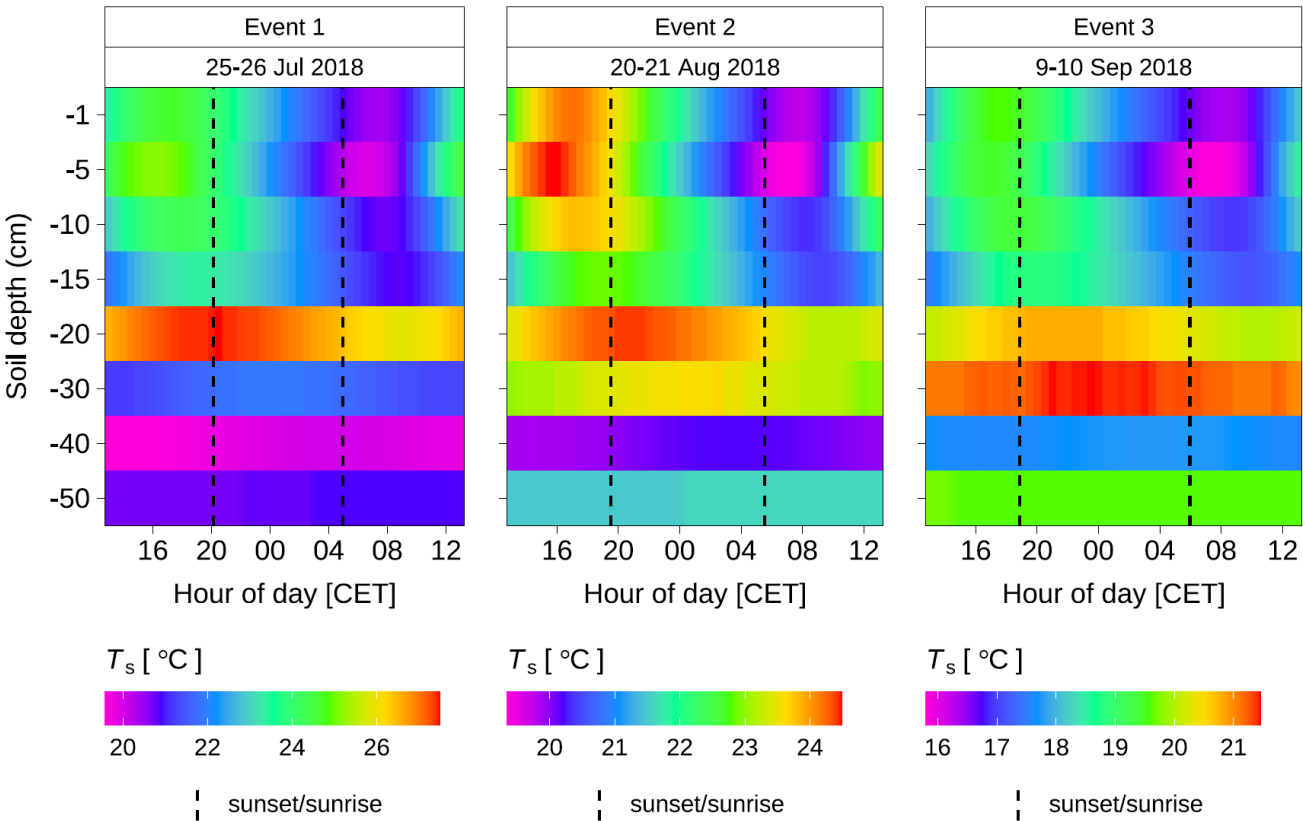 Event 1 Event 2 Event 3
25-26 Jul 2018 20-21 Aug 2018 9-10 Sep 2018
Soil depth (cm)
-1
-5
-10
-15
-20
-30
-40
-50
16 20 00 04 08 12 16 20 00 04 08 12 16 20 00 04 08 12
Hour of day [CET] Hour of day [CET] Hour of day [CET]
Ts [ °C ] Ts [ °C ] Ts [ °C ]
20 22 24 26 20 21 22 23 24 16 17 18 19 20 21
sunset/sunrise sunset/sunrise sunset/sunrise